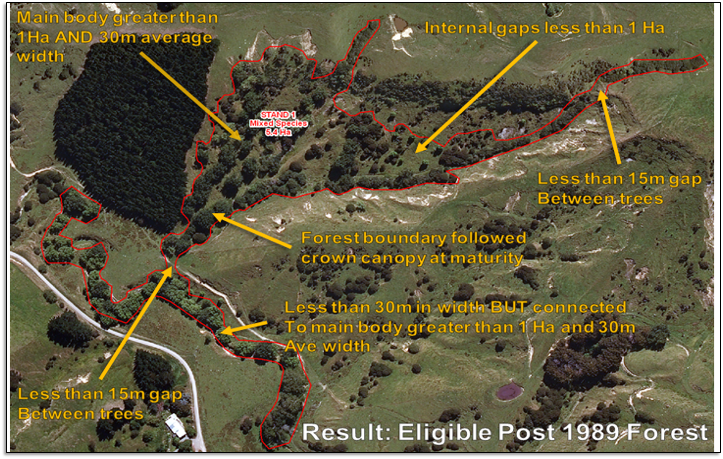 Main body greater than
1Ha AND 30m average
width
Internal gaps less than 1 Ha
STAND 1
Mixed Species
5.4 Ha
Less than 15m gap
Between trees
Forest boundary followed
crown canopy at maturity
Less than 30m in width BUT connected
To main body greater than 1 Ha and 30m
Ave width
Less than 15m gap
Between trees
Result: Eligible Post 1989 Forest